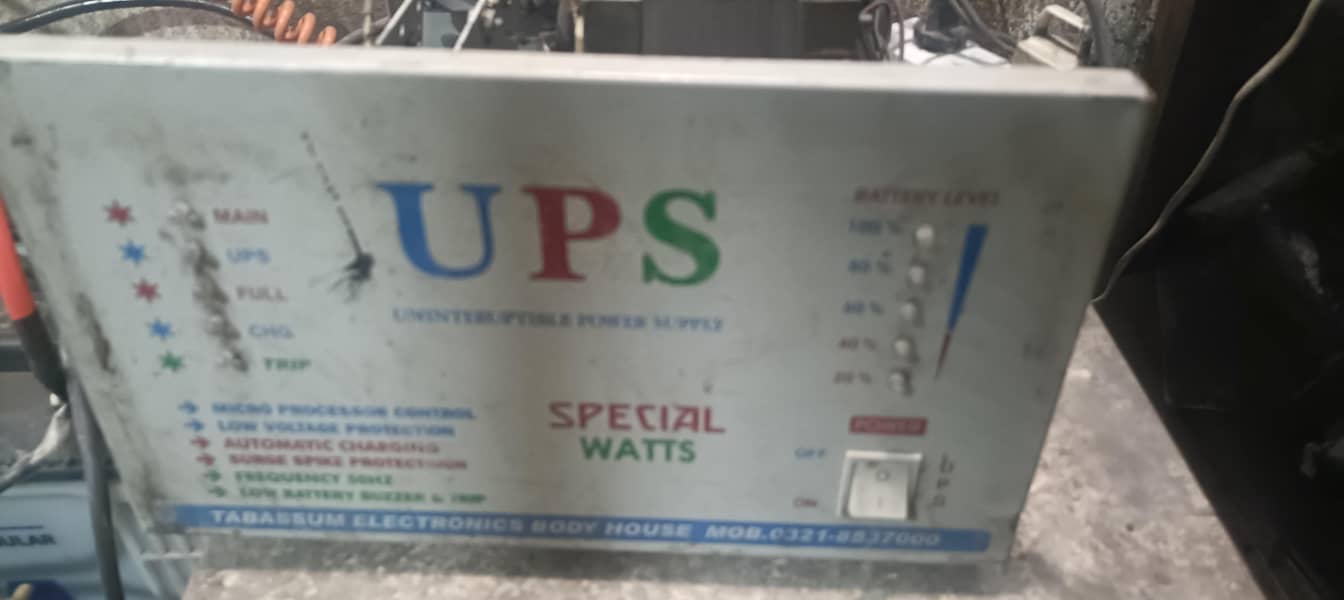 MAIN
UPS
FULL
CHG
TRIP
UPS
UNINTERUPTIBLE POWER SUPPLY
BATTERY LEVEL
100 %
80 %
60 %
40 %
20 %
MICRO PROCESSOR CONTROL
LOW VOLTAGE PROTECTION
AUTOMATIC CHARGING
SURGE SPIKE PROTECTION
FREQUENCY 50HZ
LOW BATTERY BUZZER & TRIP
SPECIAL
WATTS
POWER
OFF
ON
UPS
TABASSUM ELECTRONICS BODY HOUSE MOB.0321-8837000